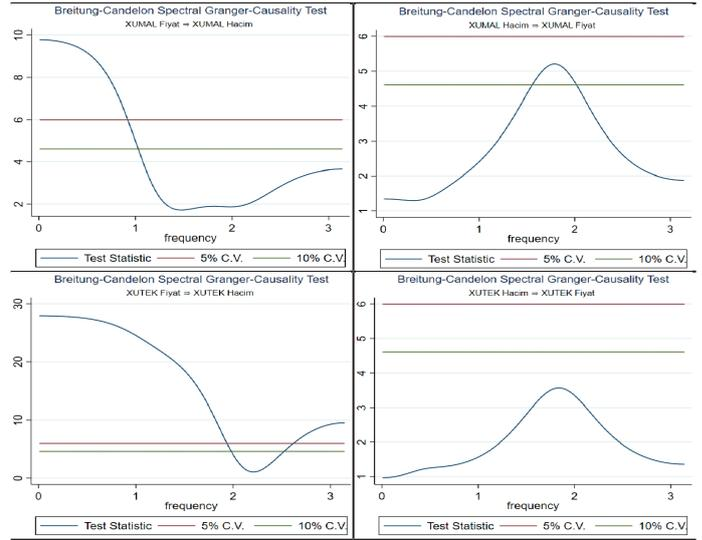 Breitung-Candelon Spectral Granger-Causality Test
XUMAL Fiyat ⇒ XUMAL Hacim
10
8
6
4
2
0 1 2 3
frequency
Test Statistic 5% C.V. 10% C.V.
Breitung-Candelon Spectral Granger-Causality Test
XUMAL Hacim ⇒ XUMAL Fiyat
6
5
4
3
2
1
0 1 2 3
frequency
Test Statistic 5% C.V. 10% C.V.
Breitung-Candelon Spectral Granger-Causality Test
XUTEK Fiyat ⇒ XUTEK Hacim
30
20
10
0
0 1 2 3
frequency
Test Statistic 5% C.V. 10% C.V.
Breitung-Candelon Spectral Granger-Causality Test
XUTEK Hacim ⇒ XUTEK Fiyat
6
5
4
3
2
1
0 1 2 3
frequency
Test Statistic 5% C.V. 10% C.V.